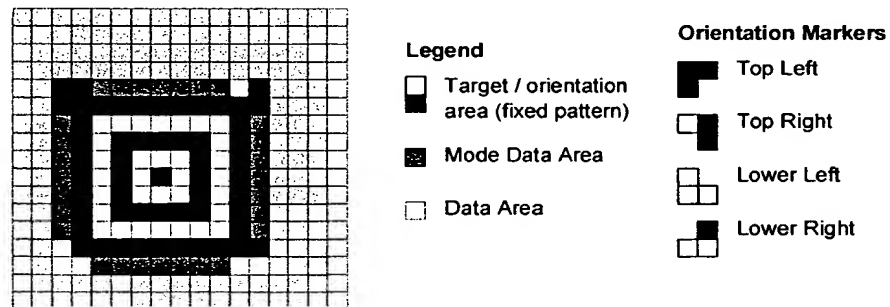 Legend
Target / orientation
area (fixed pattern)
Mode Data Area
Data Area
Orientation Markers
Top Left
Top Right
Lower Left
Lower Right